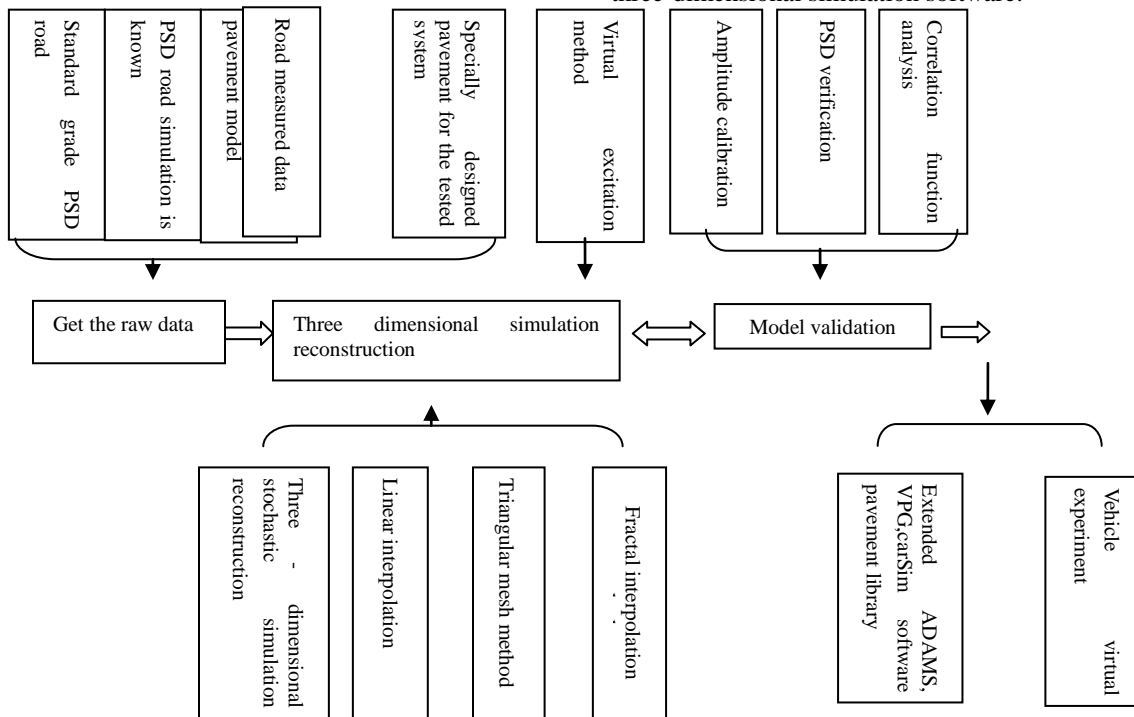 three-dimensional simulation software.
Standard grade PSD
road
PSD road simulation is
known
pavement model
Road measured data
Specially designed
pavement for the tested
system
Virtual excitation
method
Amplitude calibration
PSD verification
Correlation function
analysis
Get the raw data
Three dimensional simulation
reconstruction
Model validation
Three - dimensional
stochastic simulation
reconstruction
Linear interpolation
Triangular mesh method
Fractal interpolation
Extended ADAMS,
VPG,carSim software
pavement library
Vehicle virtual
experiment